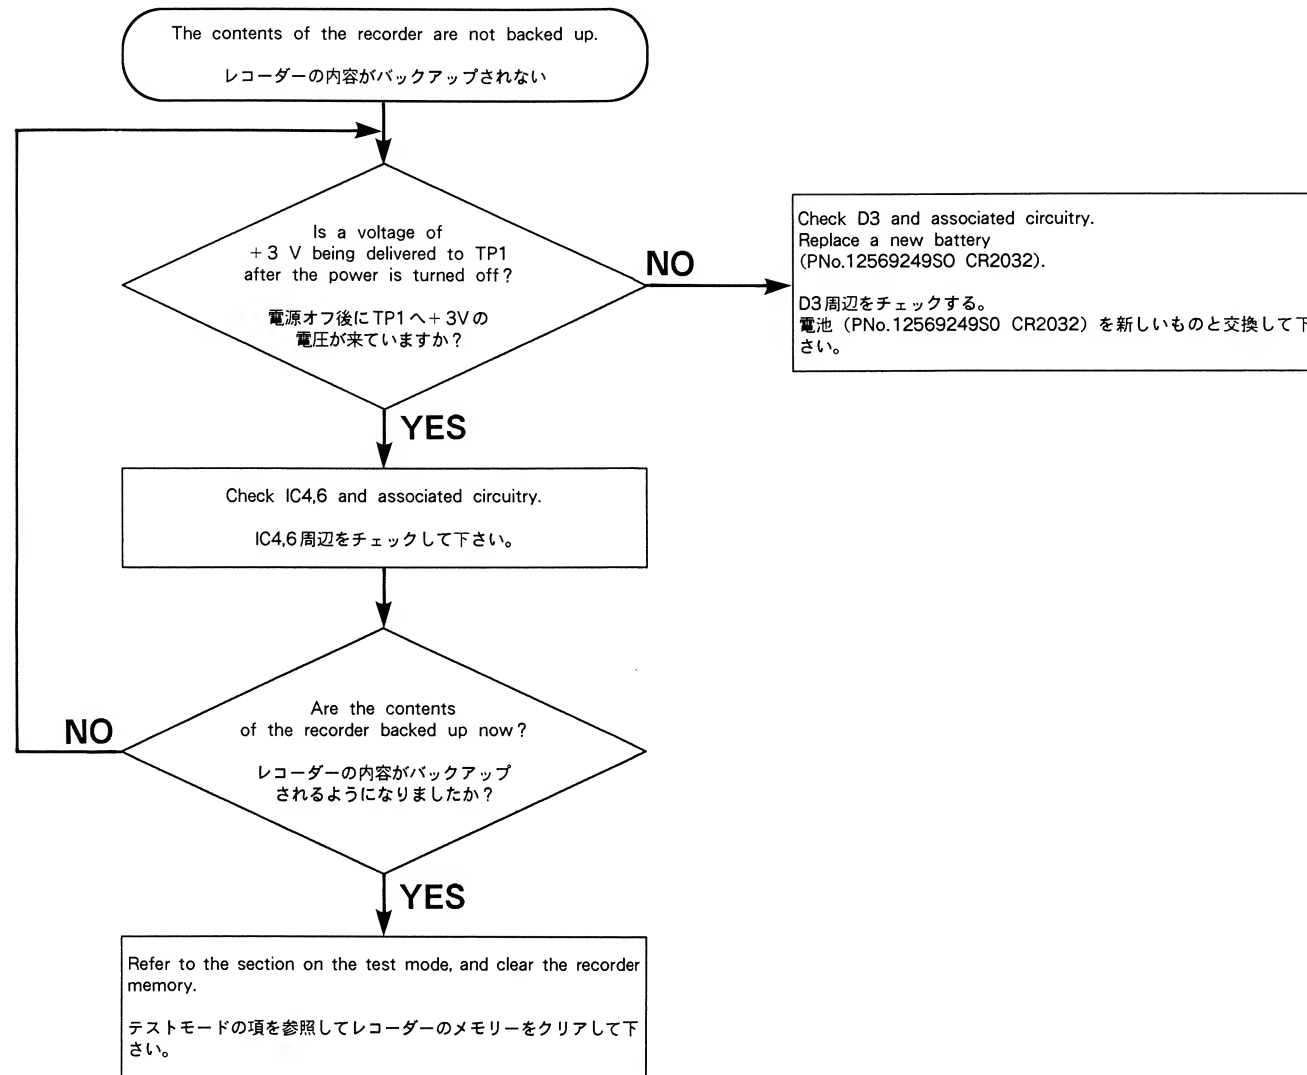 The contents of the recorder are not backed up.
レコーダーの内容がバックアップされない
Is a voltage of
+3 V being delivered to TP1
after the power is turned off?
電源オフ後にTP1へ+3Vの
電圧が来ていますか?
NO
Check D3 and associated circuitry.
Replace a new battery
(PNo.12569249SO CR2032).
D3周辺をチェックする。
電池(PNo.12569249S0 CR2032)を新しいものと交換して下
さい。
YES
Check IC4,6 and associated circuitry.
IC4,6周辺をチェックして下さい。
Are the contents
of the recorder backed up now?
レコーダーの内容がバックアップ
されるようになりましたか?
NO
YES
Refer to the section on the test mode, and clear the recorder
memory.
テストモードの項を参照してレコーダーのメモリーをクリアして下
さい。